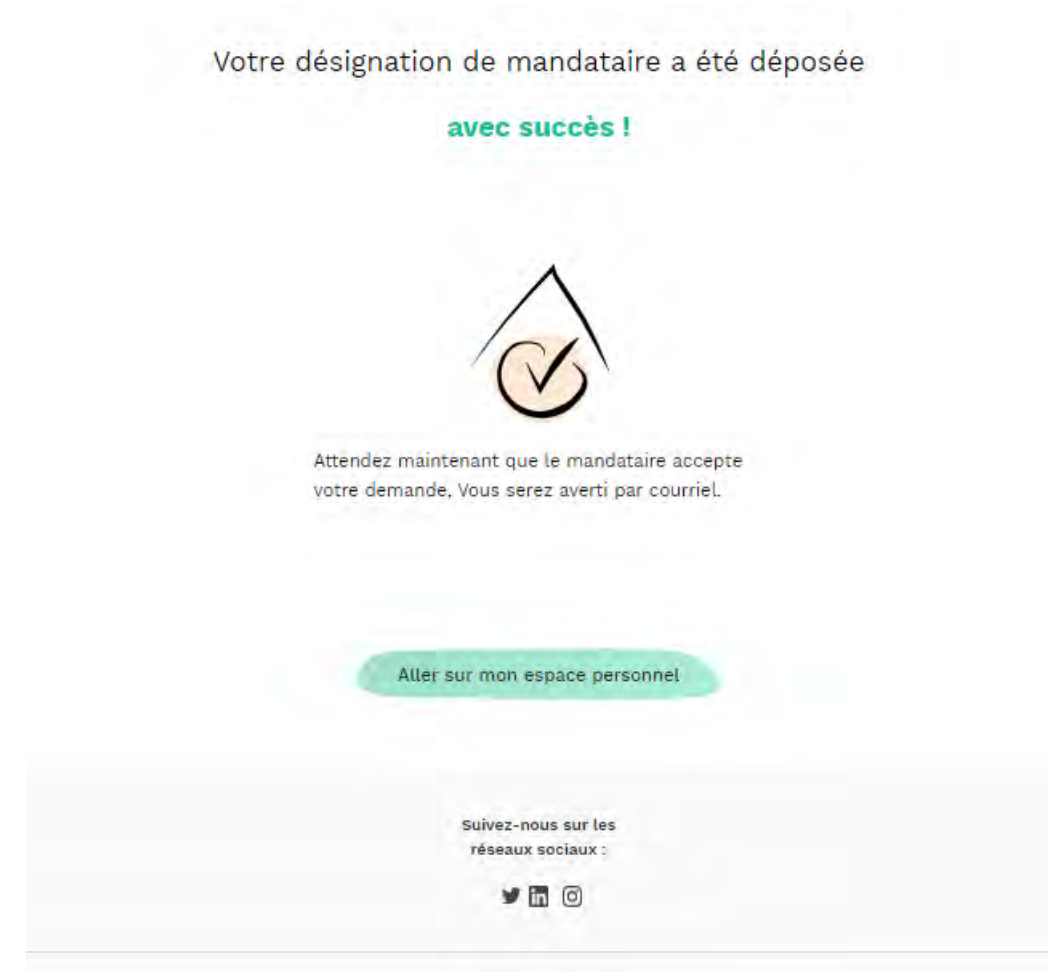 Votre désignation de mandataire a été déposée
avec succès !
Attendez maintenant que le mandataire accepte
votre demande, Vous serez averti par courriel.
Aller sur mon espace personnel
Suivez-nous sur les
réseaux sociaux :